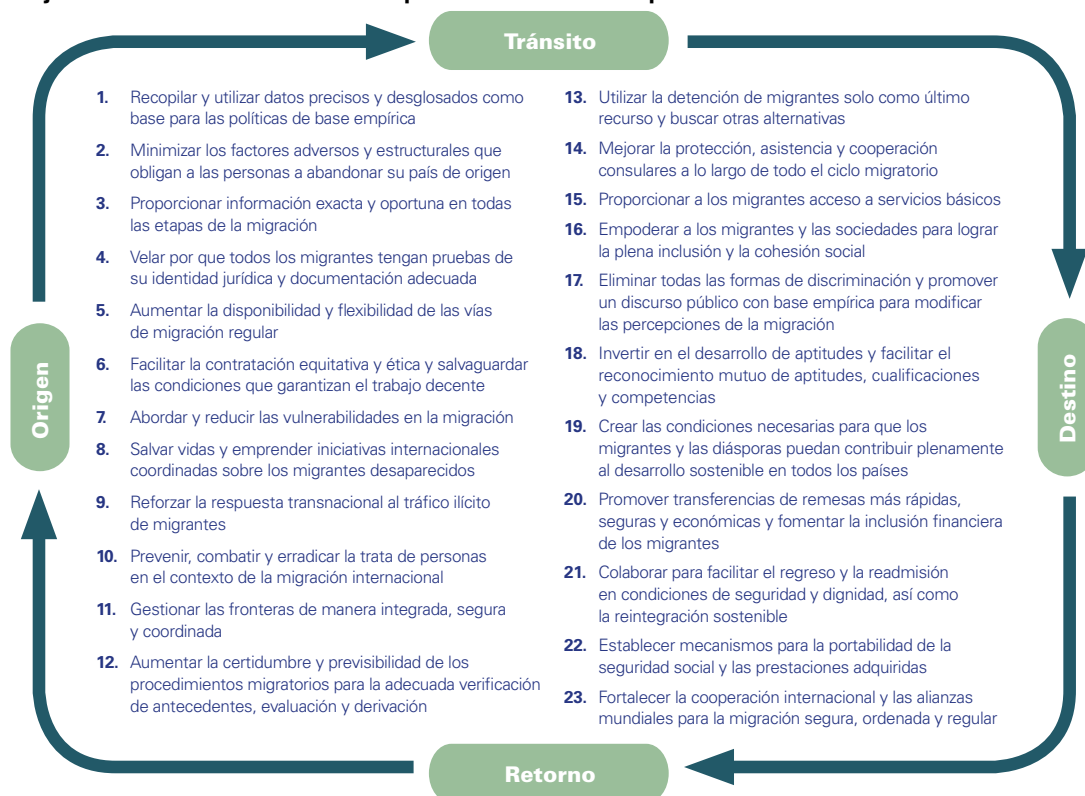 Tránsito
1. Recopilar y utilizar datos precisos y desglosados como
base para las políticas de base empírica
2. Minimizar los factores adversos y estructurales que
obligan a las personas a abandonar su país de origen
3. Proporcionar información exacta y oportuna en todas
las etapas de la migración
4. Velar por que todos los migrantes tengan pruebas de
su identidad jurídica y documentación adecuada
5. Aumentar la disponibilidad y flexibilidad de las vías
de migración regular
6. Facilitar la contratación equitativa y ética y salvaguardar
las condiciones que garantizan el trabajo decente
7. Abordar y reducir las vulnerabilidades en la migración
8. Salvar vidas y emprender iniciativas internacionales
coordinadas sobre los migrantes desaparecidos
9. Reforzar la respuesta transnacional al tráfico ilícito
de migrantes
10. Prevenir, combatir y erradicar la trata de personas
en el contexto de la migración internacional
11. Gestionar las fronteras de manera integrada, segura
y coordinada
12. Aumentar la certidumbre y previsibilidad de los
procedimientos migratorios para la adecuada verificación
de antecedentes, evaluación y derivación
13. Utilizar la detención de migrantes solo como último
recurso y buscar otras alternativas
14. Mejorar la protección, asistencia y cooperación
consulares a lo largo de todo el ciclo migratorio
15. Proporcionar a los migrantes acceso a servicios básicos
16. Empoderar a los migrantes y las sociedades para lograr
la plena inclusión y la cohesión social
17. Eliminar todas las formas de discriminación y promover
un discurso público con base empírica para modificar
las percepciones de la migración
18. Invertir en el desarrollo de aptitudes y facilitar el
reconocimiento mutuo de aptitudes, cualificaciones
y competencias
19. Crear las condiciones necesarias para que los
migrantes y las diásporas puedan contribuir plenamente
al desarrollo sostenible en todos los países
20. Promover transferencias de remesas más rápidas,
seguras y económicas y fomentar la inclusión financiera
de los migrantes
21. Colaborar para facilitar el regreso y la readmisión
en condiciones de seguridad y dignidad, así como
la reintegración sostenible
22. Establecer mecanismos para la portabilidad de la
seguridad social y las prestaciones adquiridas
23. Fortalecer la cooperación internacional y las alianzas
mundiales para la migración segura, ordenada y regular
Origen
Destino
Retorno